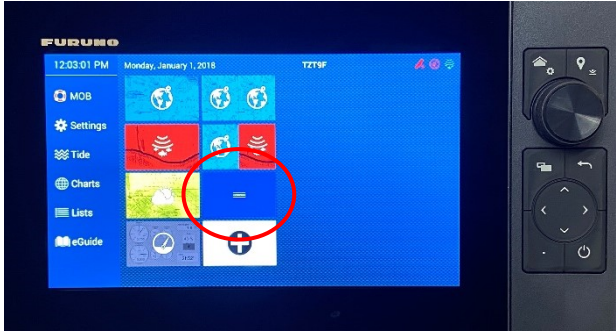 FURUNO
12:03:01 PM Monday, January 1, 2018 TZT9F
MOB
Settings
Tide
Charts
Lists
eGuide